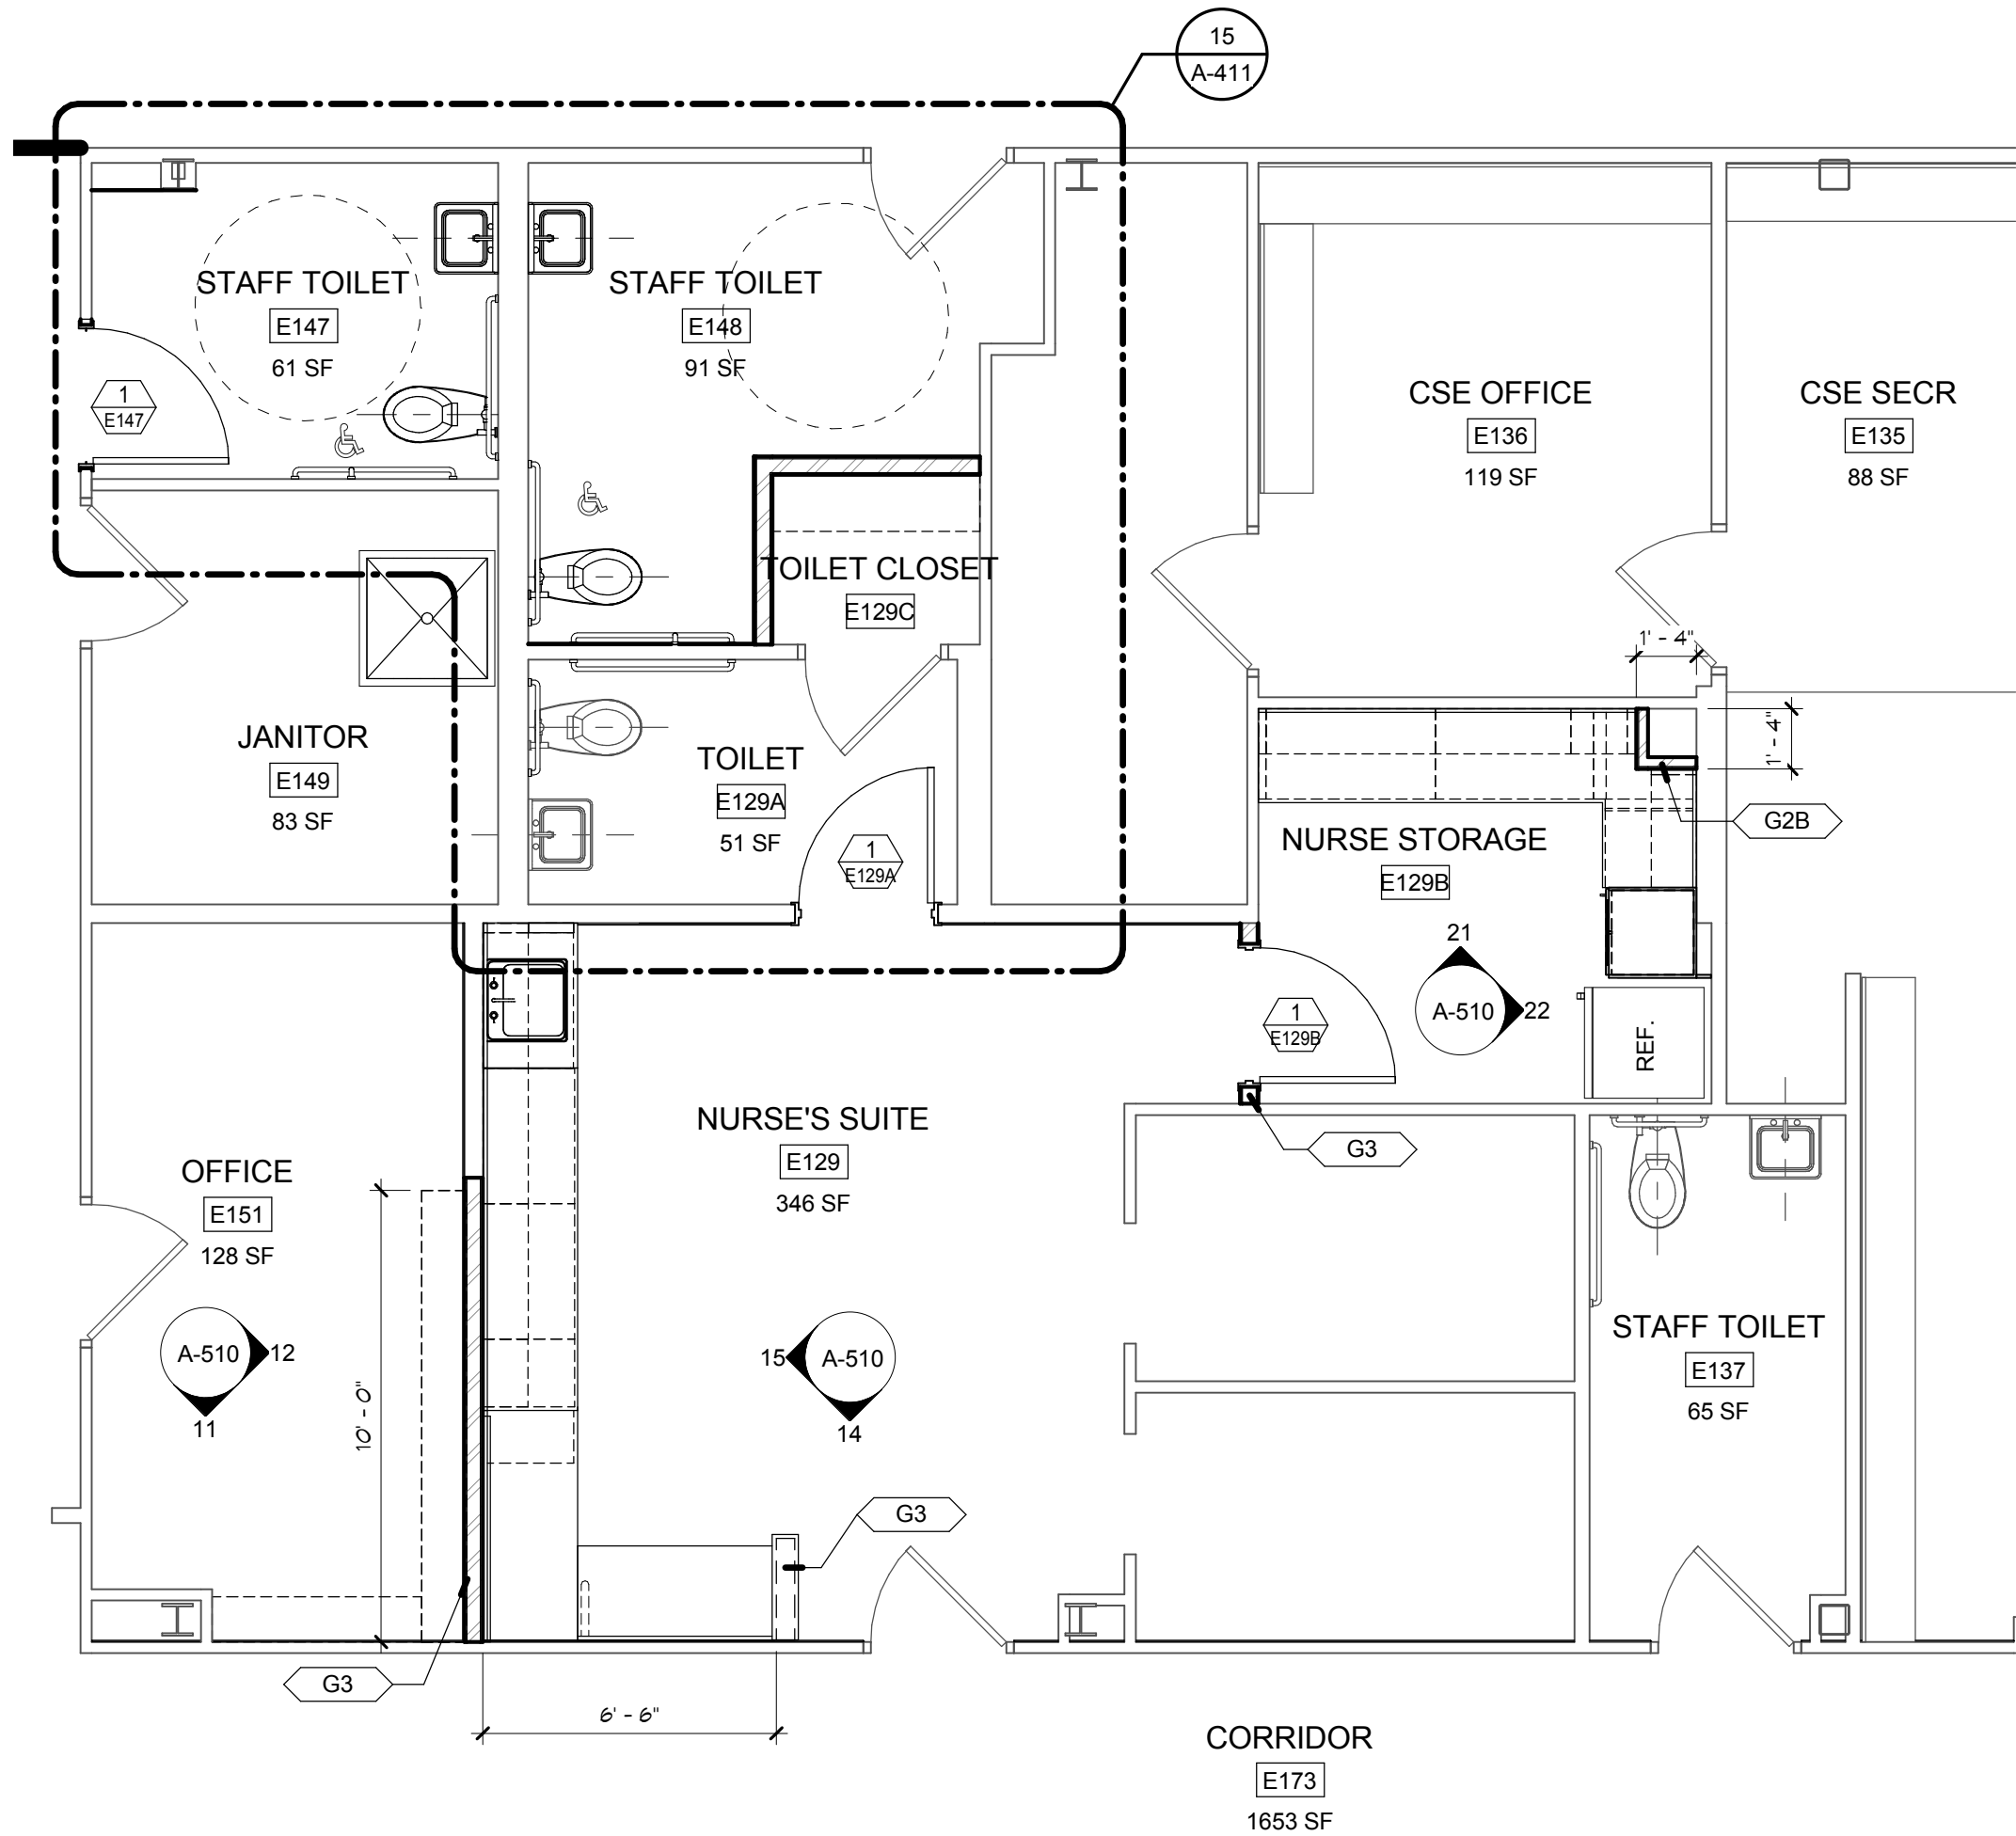 15
A-411
STAFF TOILET
E147
61 SF
STAFF TOILET
E148
91 SF
1
E147
CSE OFFICE
E136
119 SF
CSE SECR
E135
88 SF
TOILET CLOSET
E129C
1' - 4"
1' - 4"
JANITOR
E149
83 SF
TOILET
E129A
51 SF
1
E129A
G2B
NURSE STORAGE
E129B
21
A-510
22
1
E129B
REF.
NURSE'S SUITE
E129
346 SF
G3
OFFICE
E151
128 SF
A-510
12
11
15
A-510
14
STAFF TOILET
E137
65 SF
10' - 0"
G3
G3
6' - 6"
CORRIDOR
E173
1653 SF